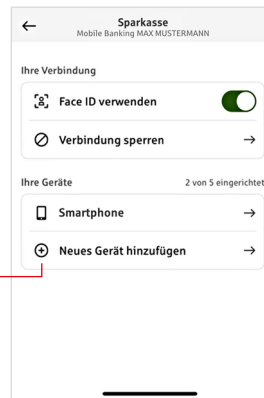 Sparkasse
Mobile Banking MAX MUSTERMANN
Ihre Verbindung
Face ID verwenden
Verbindung sperren
Ihre Geräte 2 von 5 eingerichtet
Smartphone
Neues Gerät hinzufügen